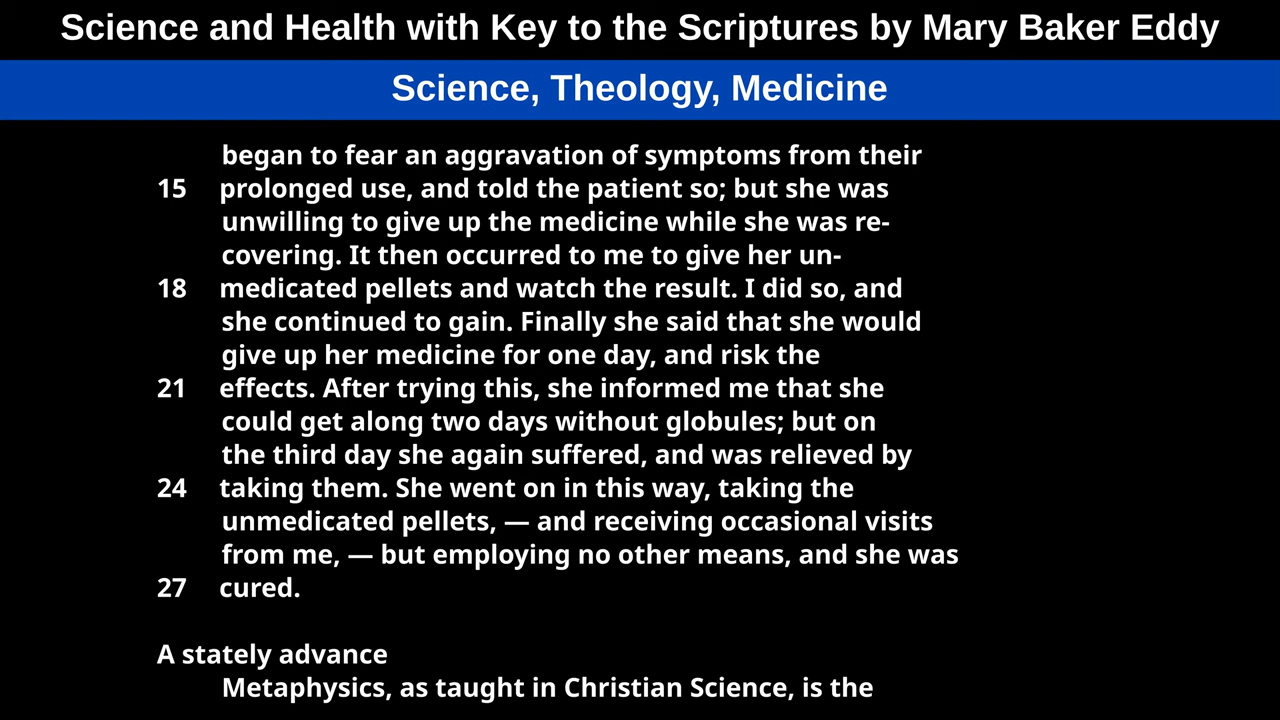 Science and Health with Key to the Scriptures by Mary Baker Eddy
Science, Theology, Medicine
began to fear an aggravation of symptoms from their
15 prolonged use, and told the patient so; but she was
unwilling to give up the medicine while she was re-
covering. It then occurred to me to give her un-
18 medicated pellets and watch the result. I did so, and
she continued to gain. Finally she said that she would
give up her medicine for one day, and risk the
21 effects. After trying this, she informed me that she
could get along two days without globules; but on
the third day she again suffered, and was relieved by
24 taking them. She went on in this way, taking the
unmedicated pellets, — and receiving occasional visits
from me, — but employing no other means, and she was
27 cured.
A stately advance
Metaphysics, as taught in Christian Science, is the